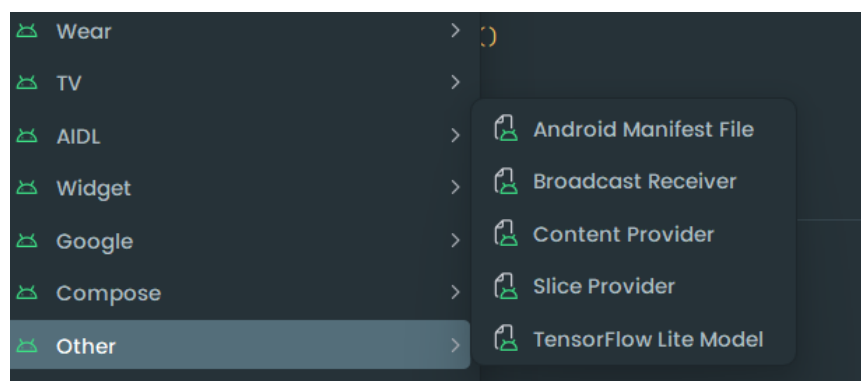 Wear
()
TV
AIDL
Widget
Google
Compose
Other
Android Manifest File
Broadcast Receiver
Content Provider
Slice Provider
TensorFlow Lite Model